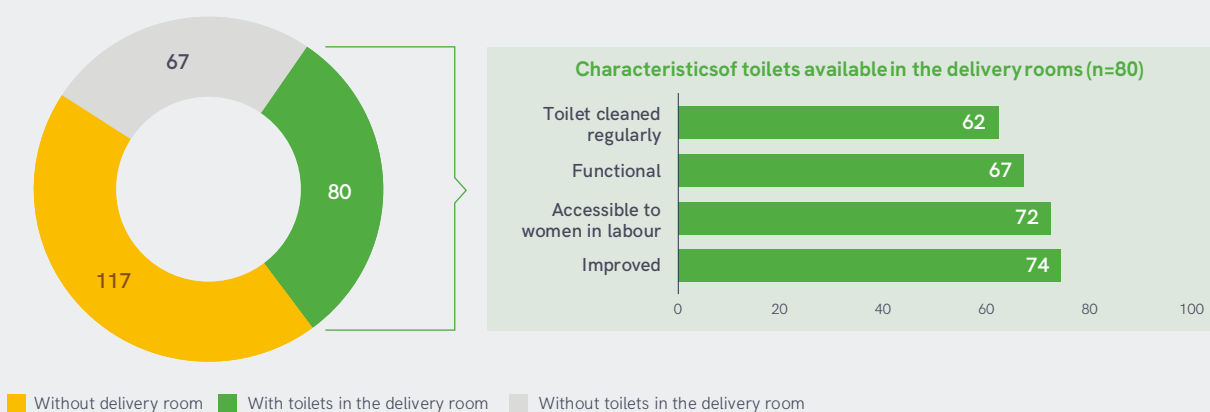 67
80
117
Characteristicsof toilets available in the delivery rooms (n=80)
Toilet cleaned
regularly
62
Functional
67
Accessible to
women in labour
72
Improved
74
0 20 40 60 80 100
Without delivery room With toilets in the delivery room Without toilets in the delivery room